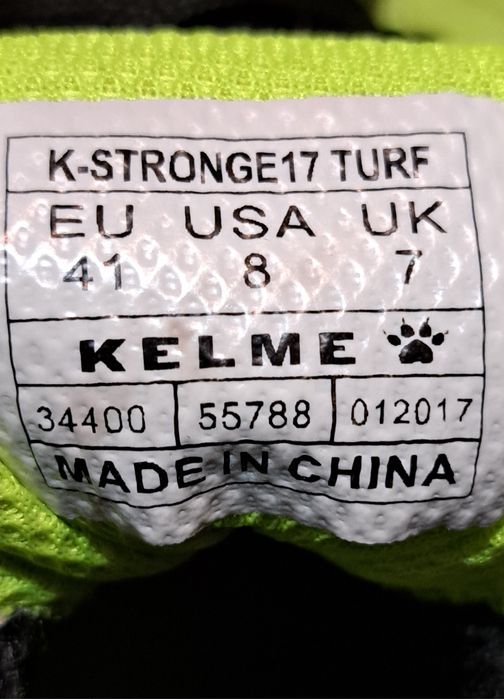 K-STRONGE17 TURF
EU USA UK
41 8 7
KELME
34400 55788 012017
MADE IN CHINA